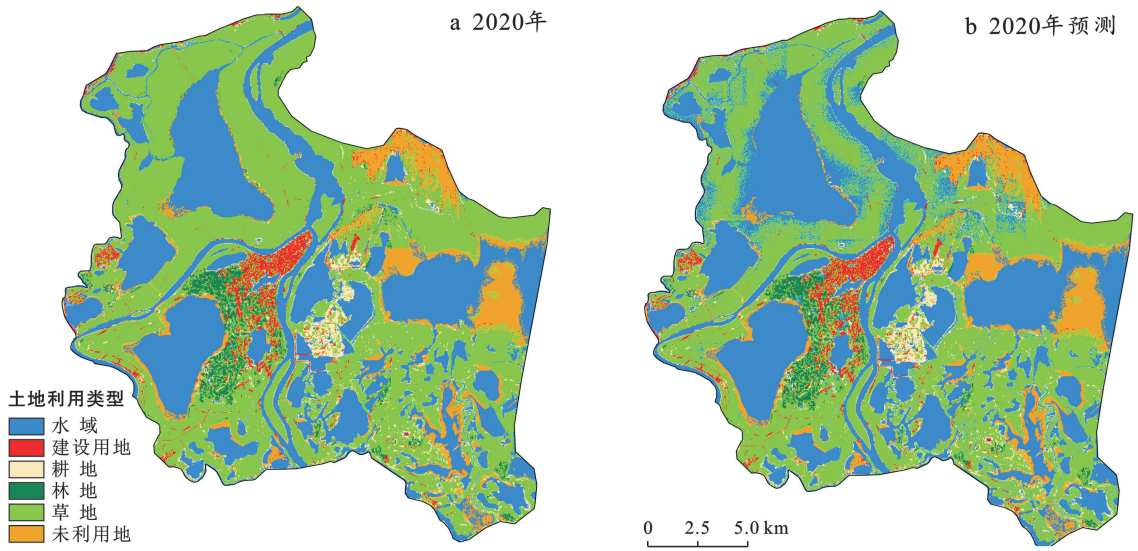 a 2020年
b 2020年预测
土地利用类型
水 域
建设用地
耕 地
林 地
草 地
未利用地
0 2.5 5.0 km